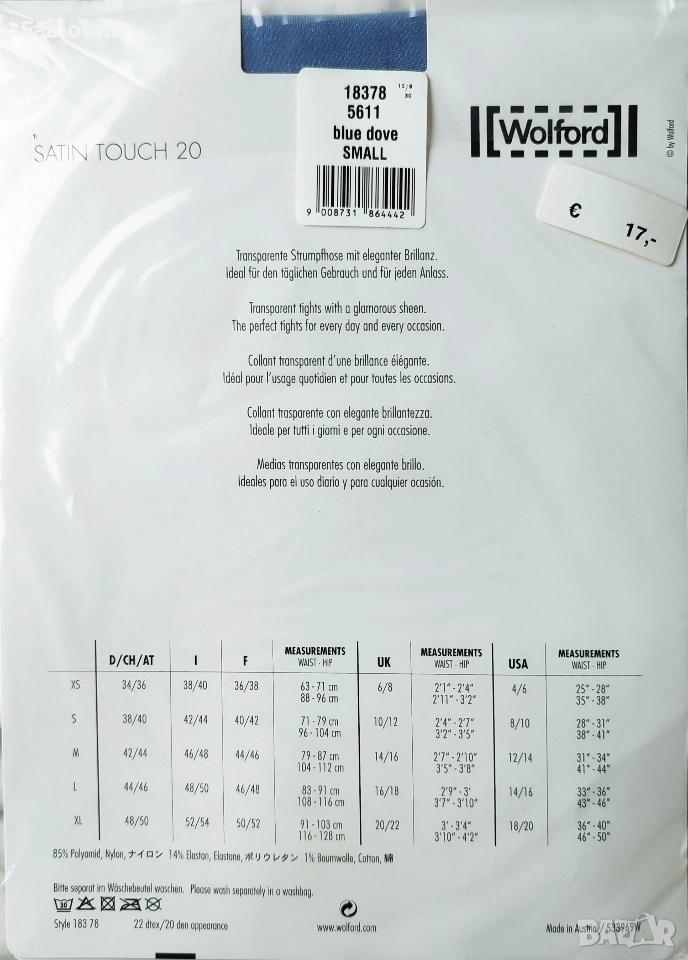 Fabiotatt
18378
10/9
30
5611
blue dove
SMALL
9 008731 864442
SATIN TOUCH 20
Wolford
© by Wolford
€ 17,-
Transparente Strumpfhose mit eleganter Brillanz.
Ideal für den täglichen Gebrauch und für jeden Anlass.
Transparent tights with a glamorous sheen.
The perfect tights for every day and every occasion.
Collant transparent d'une brillance élégante.
Idéal pour l'usage quotidien et pour toutes les occasions.
Collant trasparente con elegante brillantezza.
Ideale per tutti i giorni e per ogni occasione.
Medias transparentes con elegante brillo.
Ideales para el uso diario y para cualquier ocasión.
D/CH/AT I F MEASUREMENTS WAIST - HIP UK MEASUREMENTS WAIST - HIP USA MEASUREMENTS WAIST - HIP
XS 34/36 38/40 36/38 63 - 71 cm 6/8 2'1" - 2'4" 4/6 25" - 28"
88 - 96 cm 2'11" - 3'2" 35" - 38"
S 38/40 42/44 40/42 71 - 79 cm 10/12 2'4" - 2'7" 8/10 28" - 31"
96 - 104 cm 3'2" - 3'5" 38" - 41"
M 42/44 46/48 44/46 79 - 87 cm 14/16 2'7" - 2'10" 12/14 31" - 34"
104 - 112 cm 3'5" - 3'8" 41" - 44"
L 44/46 48/50 46/48 83 - 91 cm 16/18 2'9" - 3' 14/16 33" - 36"
108 - 116 cm 3'7" - 3'10" 43" - 46"
XL 48/50 52/54 50/52 91 - 103 cm 20/22 3' - 3'4" 18/20 36" - 40"
116 - 128 cm 3'10" - 4'2" 46" - 50"
85% Polyamid, Nylon, ナイロン 14% Elastan, Elastane, ポリウレタン 1% Baumwolle, Cotton, 綿
Bitte separat im Wäschebeutel waschen. Please wash separately in a washbag.
30
Style 183 78 22 dtex/20 den appearance www.wolford.com Made in Austria / 533969W
BAZAR